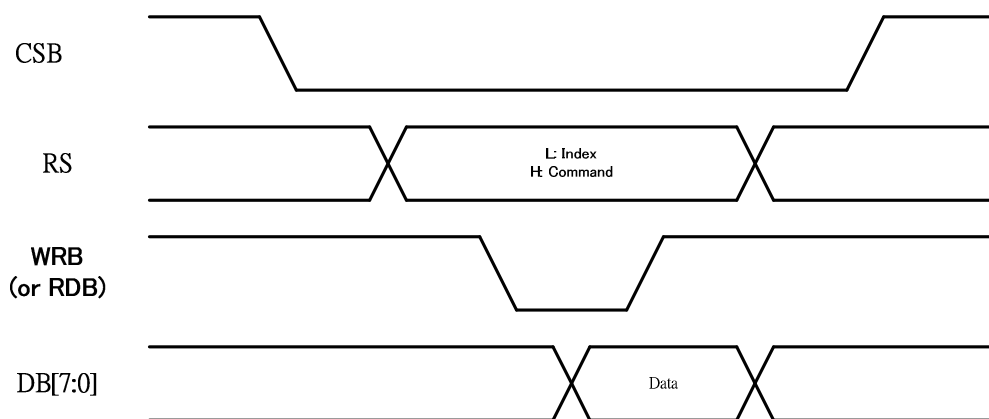 CSB
RS
L: Index
H: Command
WRB
(or RDB)
DB[7:0]
Data